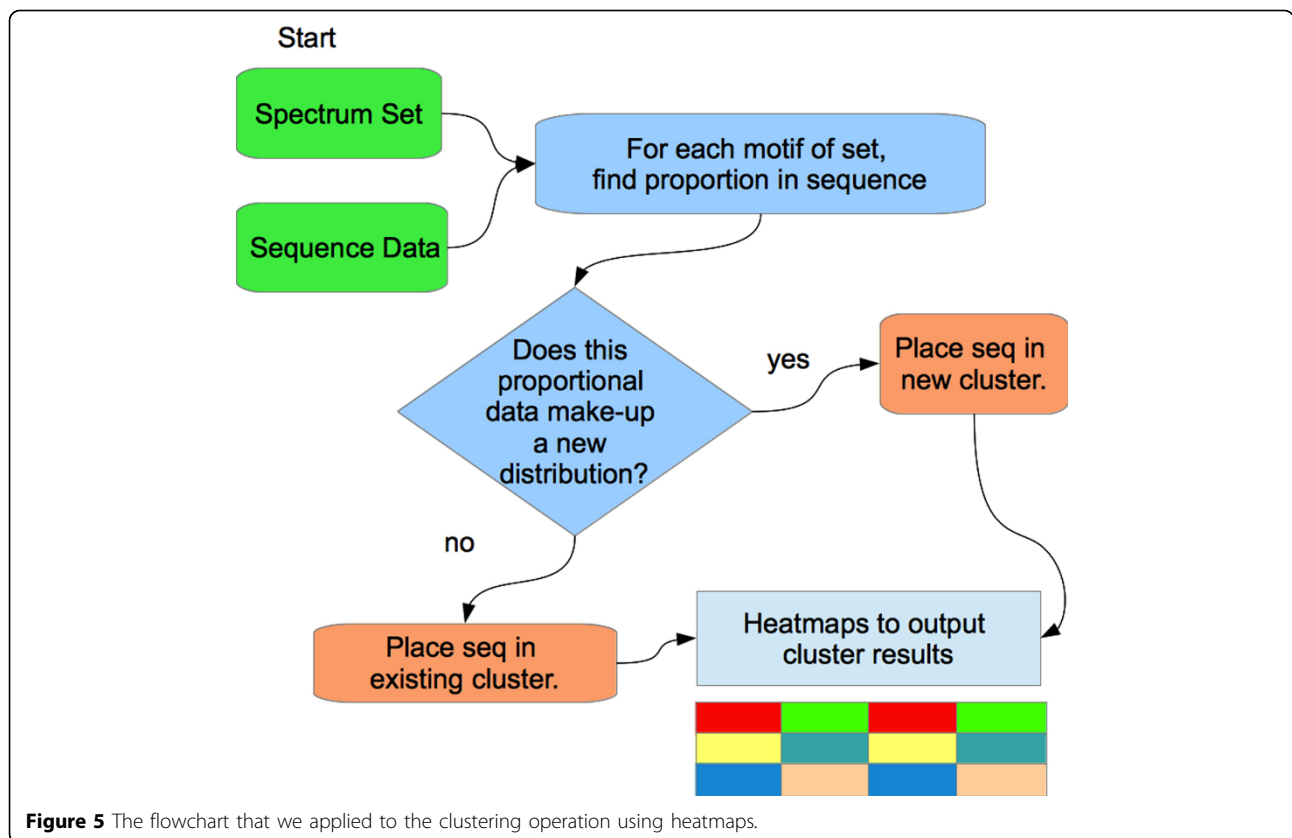 Start
Spectrum Set
Sequence Data
For each motif of set,
find proportion in sequence
Does this
proportional
data make-up
a new
distribution?
yes
Place seq in
new cluster.
no
Place seq in
existing cluster.
Heatmaps to output
cluster results
Figure 5 The flowchart that we applied to the clustering operation using heatmaps.